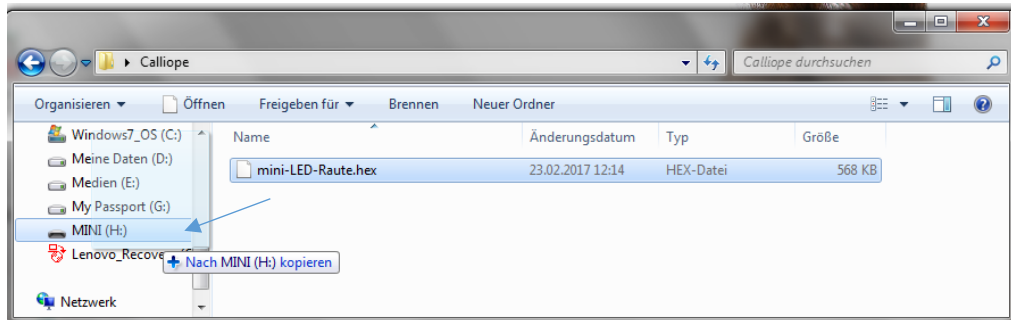 Calliope
Calliope durchsuchen
Organisieren
Öffnen
Freigeben für
Brennen
Neuer Ordner
Windows7_OS (C:)
Meine Daten (D:)
Medien (E:)
My Passport (G:)
MINI (H:)
Lenovo_Recove
Netzwerk
Name
Änderungsdatum
Typ
Größe
mini-LED-Raute.hex
23.02.2017 12:14
HEX-Datei
568 KB
Nach MINI (H:) kopieren